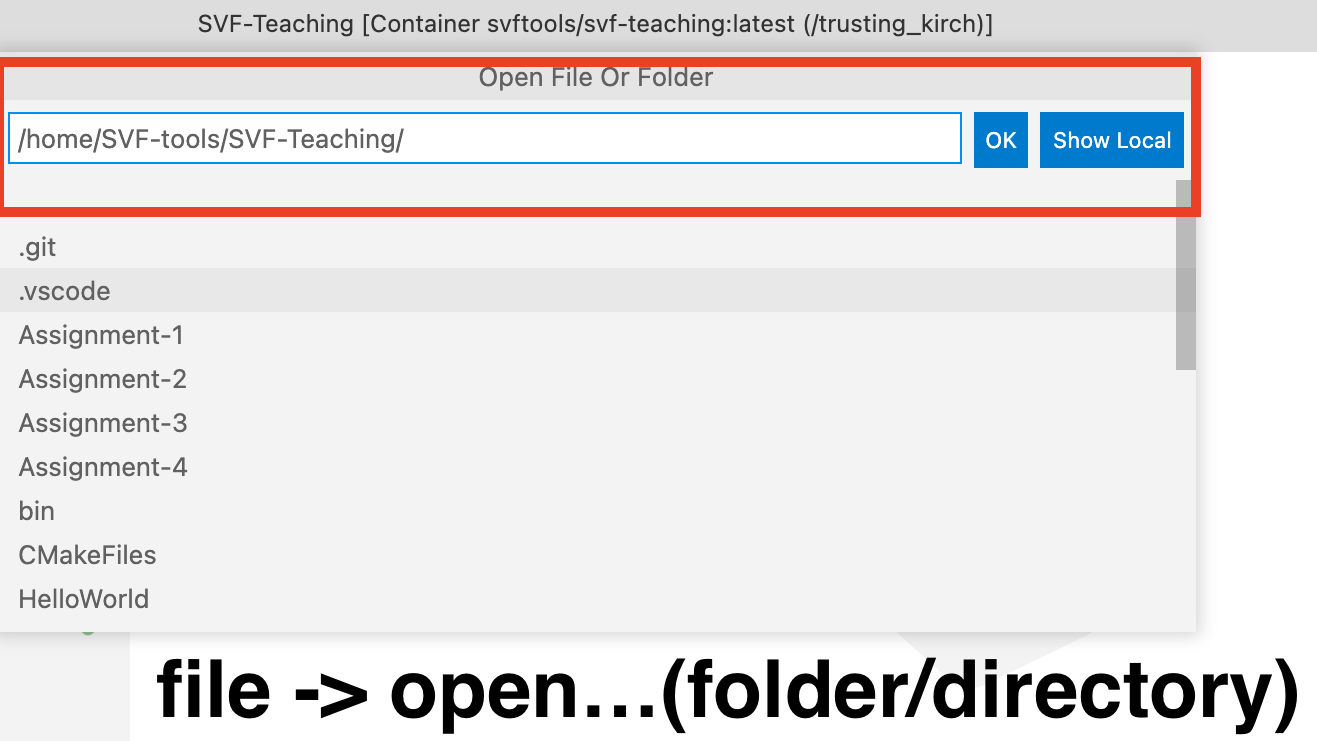 SVF-Teaching [Container svftools/svf-teaching:latest (/trusting_kirch)]
Open File Or Folder
/home/SVF-tools/SVF-Teaching/ OK Show Local
.git
.vscode
Assignment-1
Assignment-2
Assignment-3
Assignment-4
bin
CMakeFiles
HelloWorld
file -> open...(folder/directory)